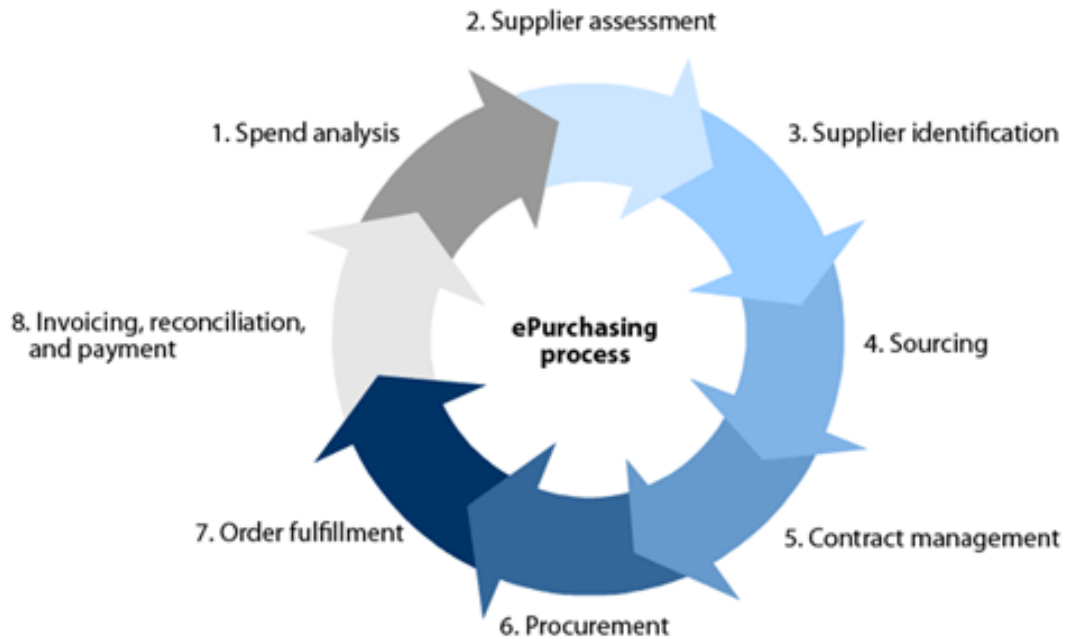 2. Supplier assessment
1. Spend analysis
3. Supplier identification
8. Invoicing, reconciliation,
and payment
ePurchasing
process
4. Sourcing
7. Order fulfillment
5. Contract management
6. Procurement